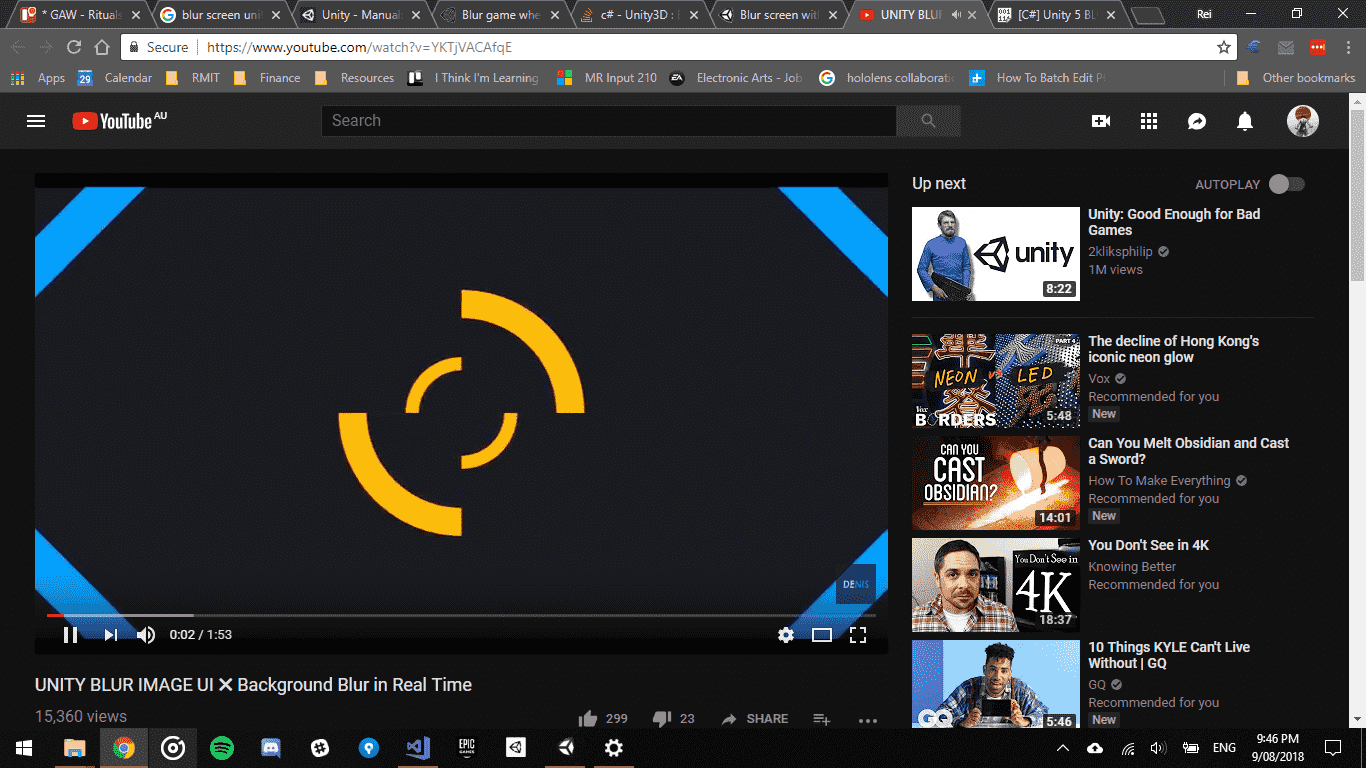 * GAW - Rituals
blur screen unit
Unity - Manual:
Blur game whe
c# - Unity3D : B
Blur screen with
UNITY BLUR
[C#] Unity 5 BL
Rei
Secure
https://www.youtube.com/watch?v=YKTjVACAfqE
Apps
29
Calendar
RMIT
Finance
Resources
I Think I'm Learning
MR Input 210
EA
Electronic Arts - Job
hololens collaborati
How To Batch Edit P
Other bookmarks
YouTube AU
Search
DENIS
0:02 / 1:53
UNITY BLUR IMAGE UI ❌ Background Blur in Real Time
15,360 views
299
23
SHARE
Up next
AUTOPLAY
unity
8:22
Unity: Good Enough for Bad
Games
2kliksphilip
1M views
PART 4
NEON vs LED
Vox
BORDERS
5:48
The decline of Hong Kong's
iconic neon glow
Vox
Recommended for you
New
CAN YOU
CAST
OBSIDIAN?
14:01
Can You Melt Obsidian and Cast
a Sword?
How To Make Everything
Recommended for you
New
You Don't See in
4K
18:37
You Don't See in 4K
Knowing Better
Recommended for you
GQ
5:46
10 Things KYLE Can't Live
Without | GQ
GQ
Recommended for you
New
EPIC
GAMES
ENG
9:46 PM
9/08/2018